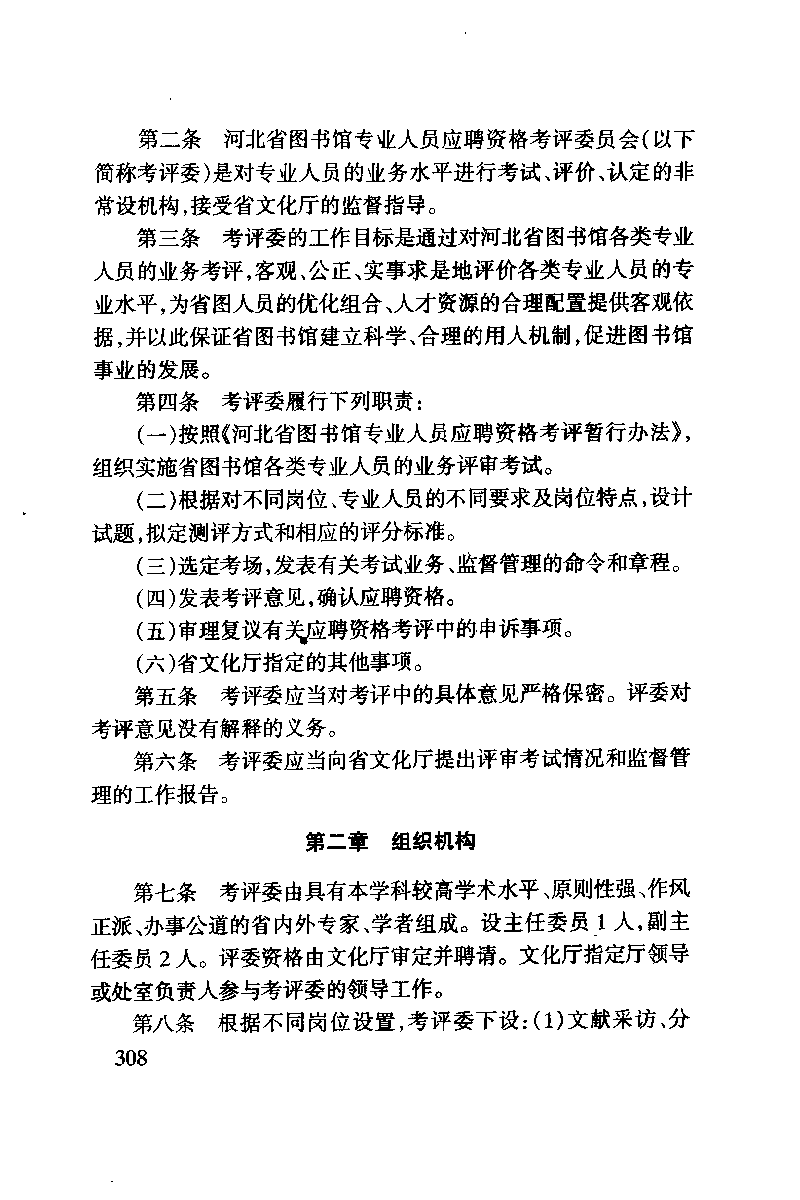 第二条　河北省图书馆专业人员应聘资格考评委员会(以下
简称考评委)是对专业人员的业务水平进行考试、评价、认定的非
常设机构,接受省文化厅的监督指导。
第三条　考评委的工作目标是通过对河北省图书馆各类专业
人员的业务考评,客观、公正、实事求是地评价各类专业人员的专
业水平,为省图人员的优化组合、人才资源的合理配置提供客观依
据,并以此保证省图书馆建立科学、合理的用人机制,促进图书馆
事业的发展。
第四条　考评委履行下列职责:
(一)按照《河北省图书馆专业人员应聘资格考评暂行办法》,
组织实施省图书馆各类专业人员的业务评审考试。
(二)根据对不同岗位、专业人员的不同要求及岗位特点,设计
试题,拟定测评方式和相应的评分标准。
(三)选定考场,发表有关考试业务、监督管理的命令和章程。
(四)发表考评意见,确认应聘资格。
(五)审理复议有关应聘资格考评中的申诉事项。
(六)省文化厅指定的其他事项。
第五条　考评委应当对考评中的具体意见严格保密。评委对
考评意见没有解释的义务。
第六条　考评委应当向省文化厅提出评审考试情况和监督管
理的工作报告。
第二章　组织机构
第七条　考评委由具有本学科较高学术水平、原则性强、作风
正派、办事公道的省内外专家、学者组成。设主任委员 1 人,副主
任委员 2 人。评委资格由文化厅审定并聘请。文化厅指定厅领导
或处室负责人参与考评委的领导工作。
第八条　根据不同岗位设置,考评委下设:(1)文献采访、分
308